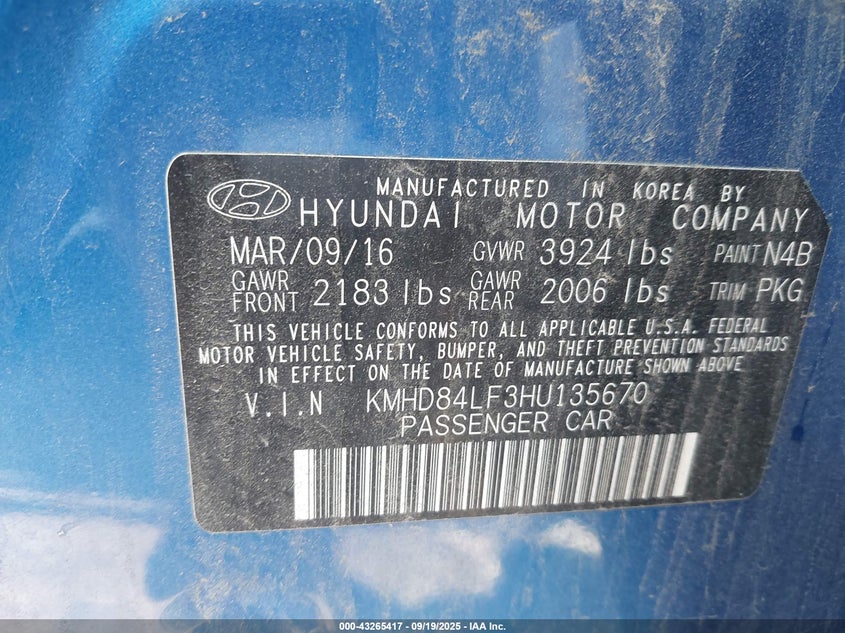 MANUFACTURED IN KOREA BY
HYUNDAI MOTOR COMPANY
MAR/09/16 GVWR 3924 lbs PAINT N4B
GAWR FRONT 2183 lbs GAWR REAR 2006 lbs TRIM PKG
THIS VEHICLE CONFORMS TO ALL APPLICABLE U.S.A. FEDERAL
MOTOR VEHICLE SAFETY, BUMPER, AND THEFT PREVENTION STANDARDS
IN EFFECT ON THE DATE OF MANUFACTURE SHOWN ABOVE
V.I.N KMHD84LF3HU135670
PASSENGER CAR
000-43265417 - 09/19/2025 - IAA Inc.